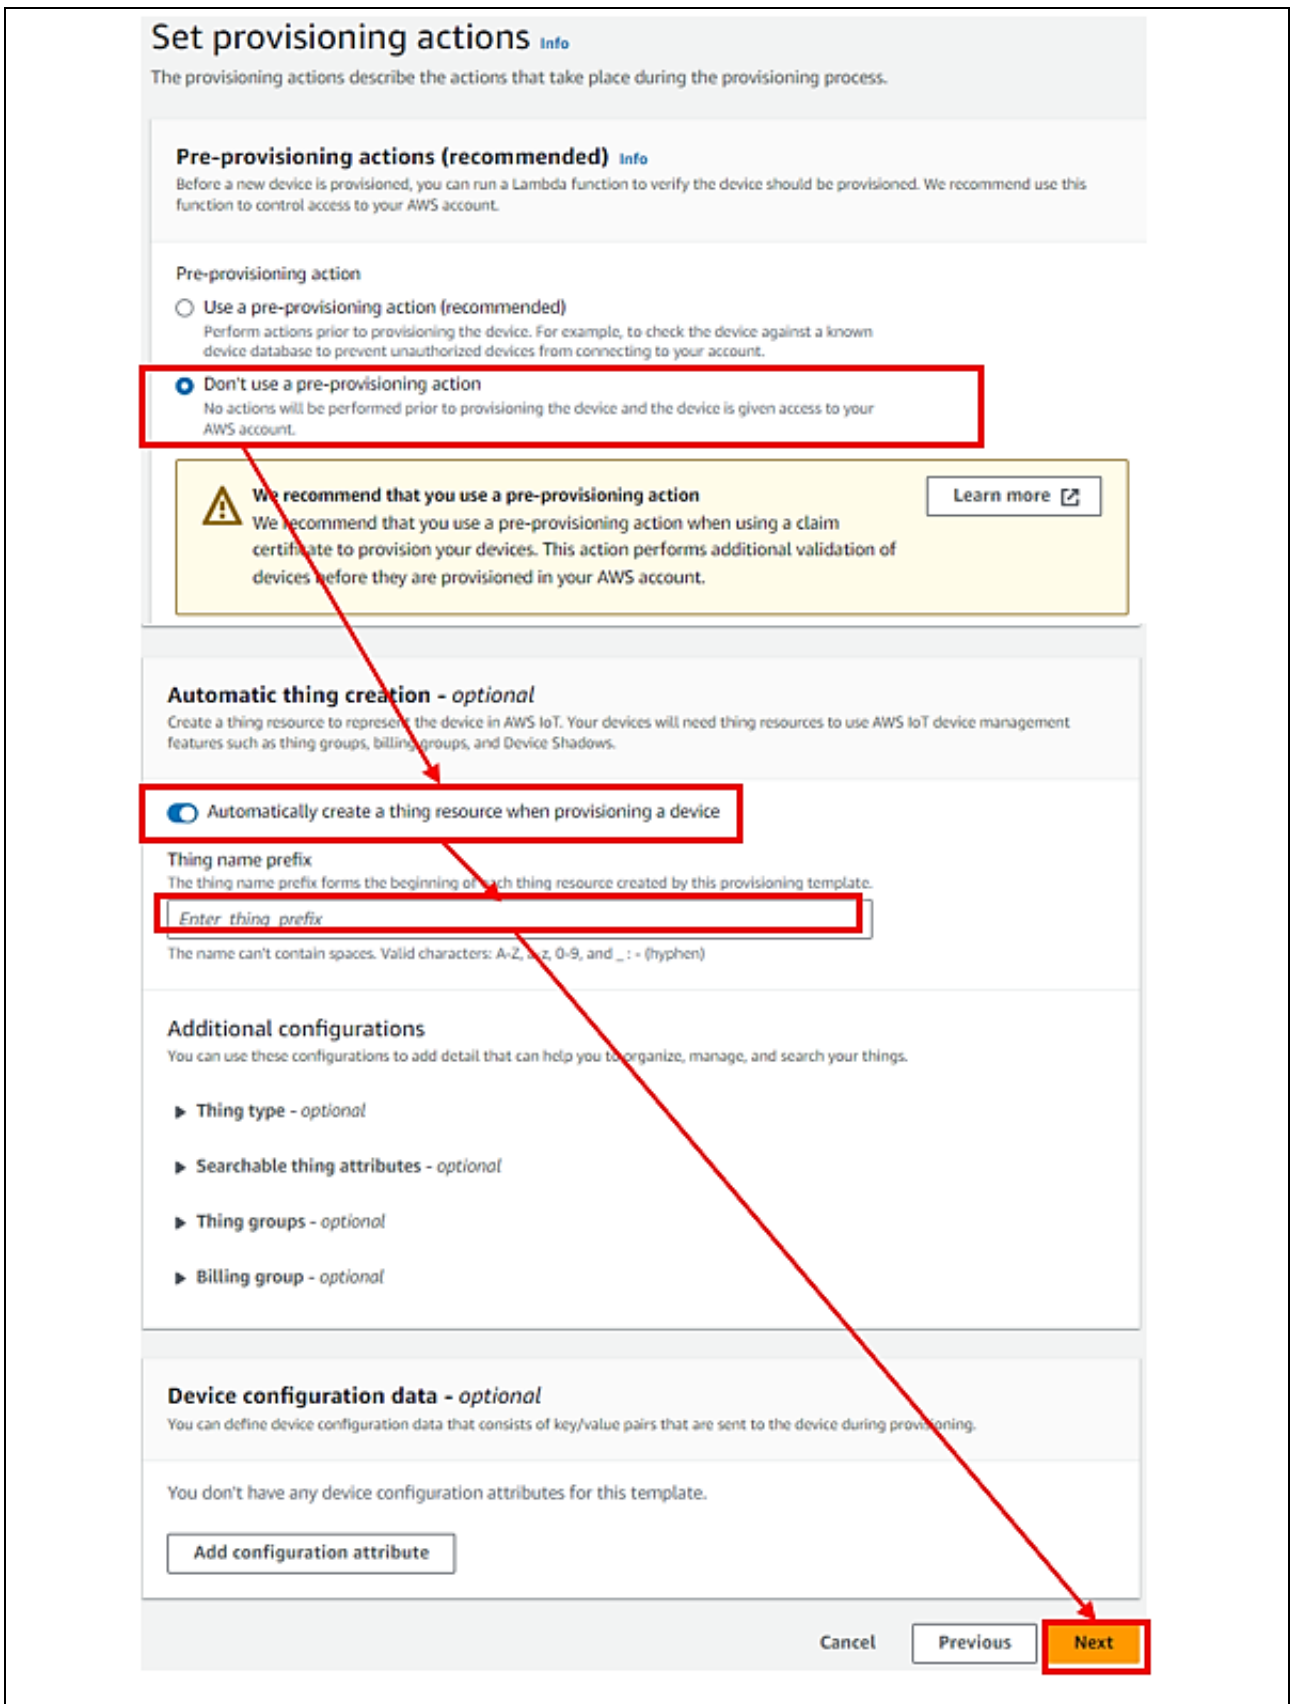 Set provisioning actions Info
The provisioning actions describe the actions that take place during the provisioning process.
Pre-provisioning actions (recommended) Info
Before a new device is provisioned, you can run a Lambda function to verify the device should be provisioned. We recommend use this
function to control access to your AWS account.
Pre-provisioning action
Use a pre-provisioning action (recommended)
Perform actions prior to provisioning the device. For example, to check the device against a known
device database to prevent unauthorized devices from connecting to your account.
Don't use a pre-provisioning action
No actions will be performed prior to provisioning the device and the device is given access to your
AWS account.
We recommend that you use a pre-provisioning action
Learn more
We recommend that you use a pre-provisioning action when using a claim
certificate to provision your devices. This action performs additional validation of
devices before they are provisioned in your AWS account.
Automatic thing creation - optional
Create a thing resource to represent the device in AWS IoT. Your devices will need thing resources to use AWS IoT device management
features such as thing groups, billing groups, and Device Shadows.
Automatically create a thing resource when provisioning a device
Thing name prefix
The thing name prefix forms the beginning of each thing resource created by this provisioning template.
Enter_thing_prefix
The name can't contain spaces. Valid characters: A-Z, a-z, 0-9, and _ : - (hyphen)
Additional configurations
You can use these configurations to add detail that can help you to organize, manage, and search your things.
Thing type - optional
Searchable thing attributes - optional
Thing groups - optional
Billing group - optional
Device configuration data - optional
You can define device configuration data that consists of key/value pairs that are sent to the device during provisioning.
You don't have any device configuration attributes for this template.
Add configuration attribute
Cancel
Previous
Next